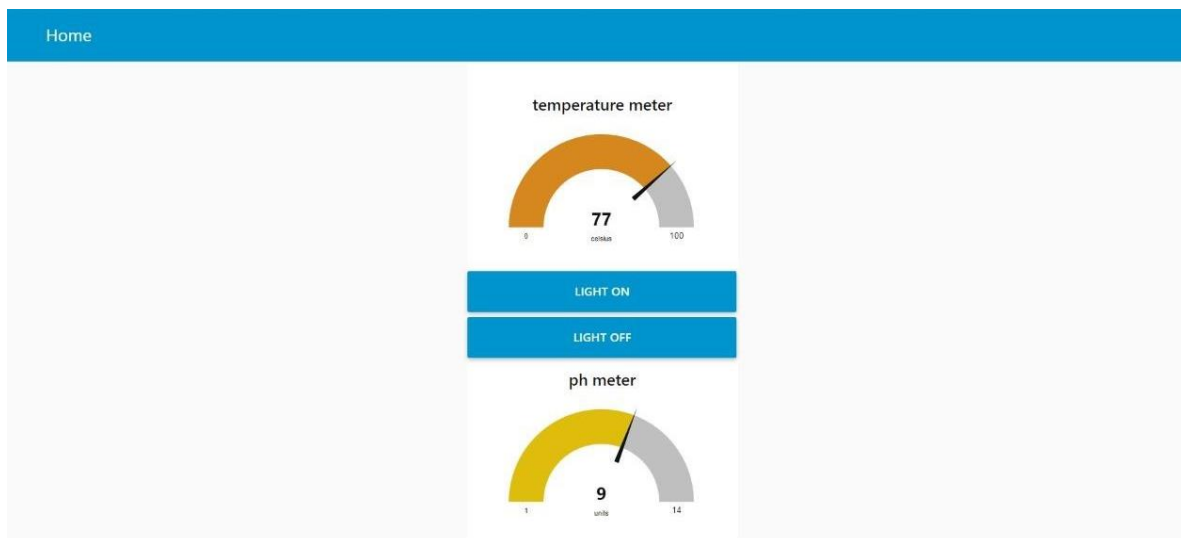 Home
temperature meter
77
0
celsius
100
LIGHT ON
LIGHT OFF
ph meter
9
1
units
14